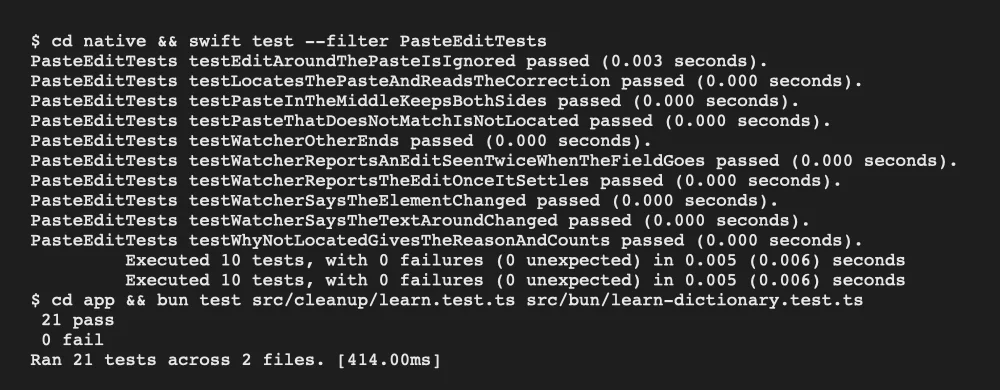 $ cd native && swift test --filter PasteEditTests
PasteEditTests testEditAroundThePasteIsIgnored passed (0.003 seconds).
PasteEditTests testLocatesThePasteAndReadsTheCorrection passed (0.000 seconds).
PasteEditTests testPasteInTheMiddleKeepsBothSides passed (0.000 seconds).
PasteEditTests testPasteThatDoesNotMatchIsNotLocated passed (0.000 seconds).
PasteEditTests testWatcherOtherEnds passed (0.000 seconds).
PasteEditTests testWatcherReportsAnEditSeenTwiceWhenTheFieldGoes passed (0.000 seconds).
PasteEditTests testWatcherReportsTheEditOnceItSettles passed (0.000 seconds).
PasteEditTests testWatcherSaysTheElementChanged passed (0.000 seconds).
PasteEditTests testWatcherSaysTheTextAroundChanged passed (0.000 seconds).
PasteEditTests testWhyNotLocatedGivesTheReasonAndCounts passed (0.000 seconds).
Executed 10 tests, with 0 failures (0 unexpected) in 0.005 (0.006) seconds
Executed 10 tests, with 0 failures (0 unexpected) in 0.005 (0.006) seconds
$ cd app && bun test src/cleanup/learn.test.ts src/bun/learn-dictionary.test.ts
21 pass
0 fail
Ran 21 tests across 2 files. [414.00ms]